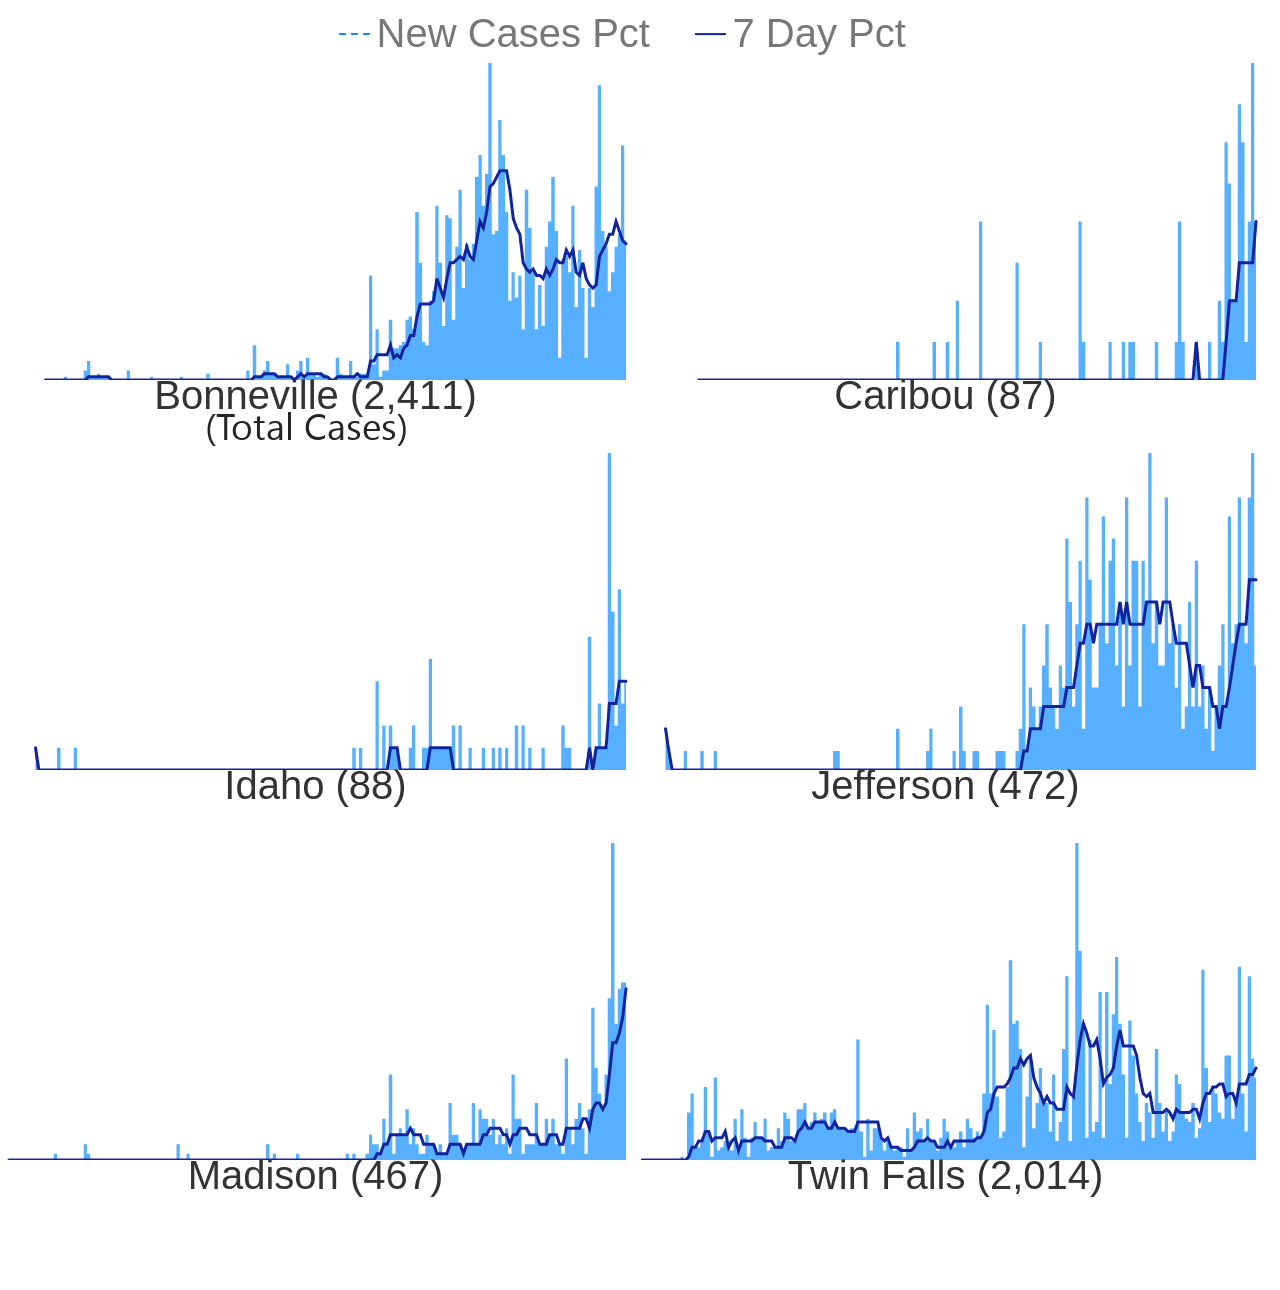 New Cases Pct 7 Day Pct
Bonneville (2,411)
(Total Cases)
Caribou (87)
Idaho (88)
Jefferson (472)
Madison (467)
Twin Falls (2,014)